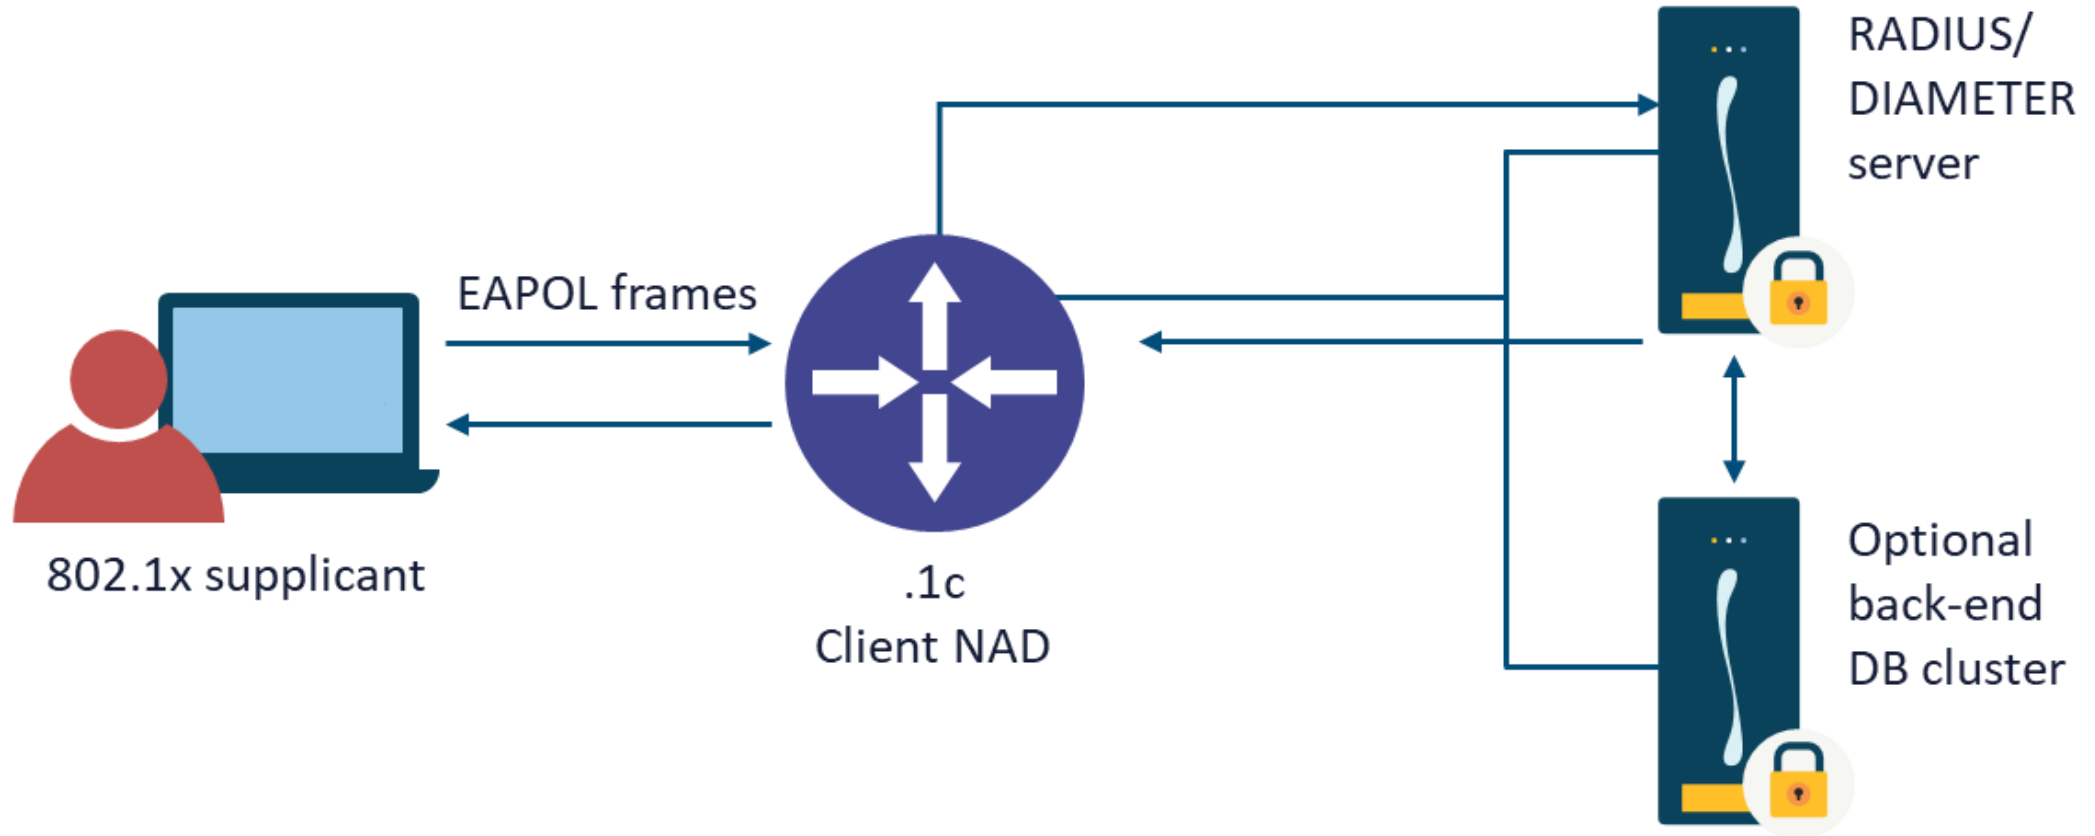 RADIUS/
DIAMETER
server
EAPOL frames
802.1x supplicant
.1c
Client NAD
Optional
back-end
DB cluster